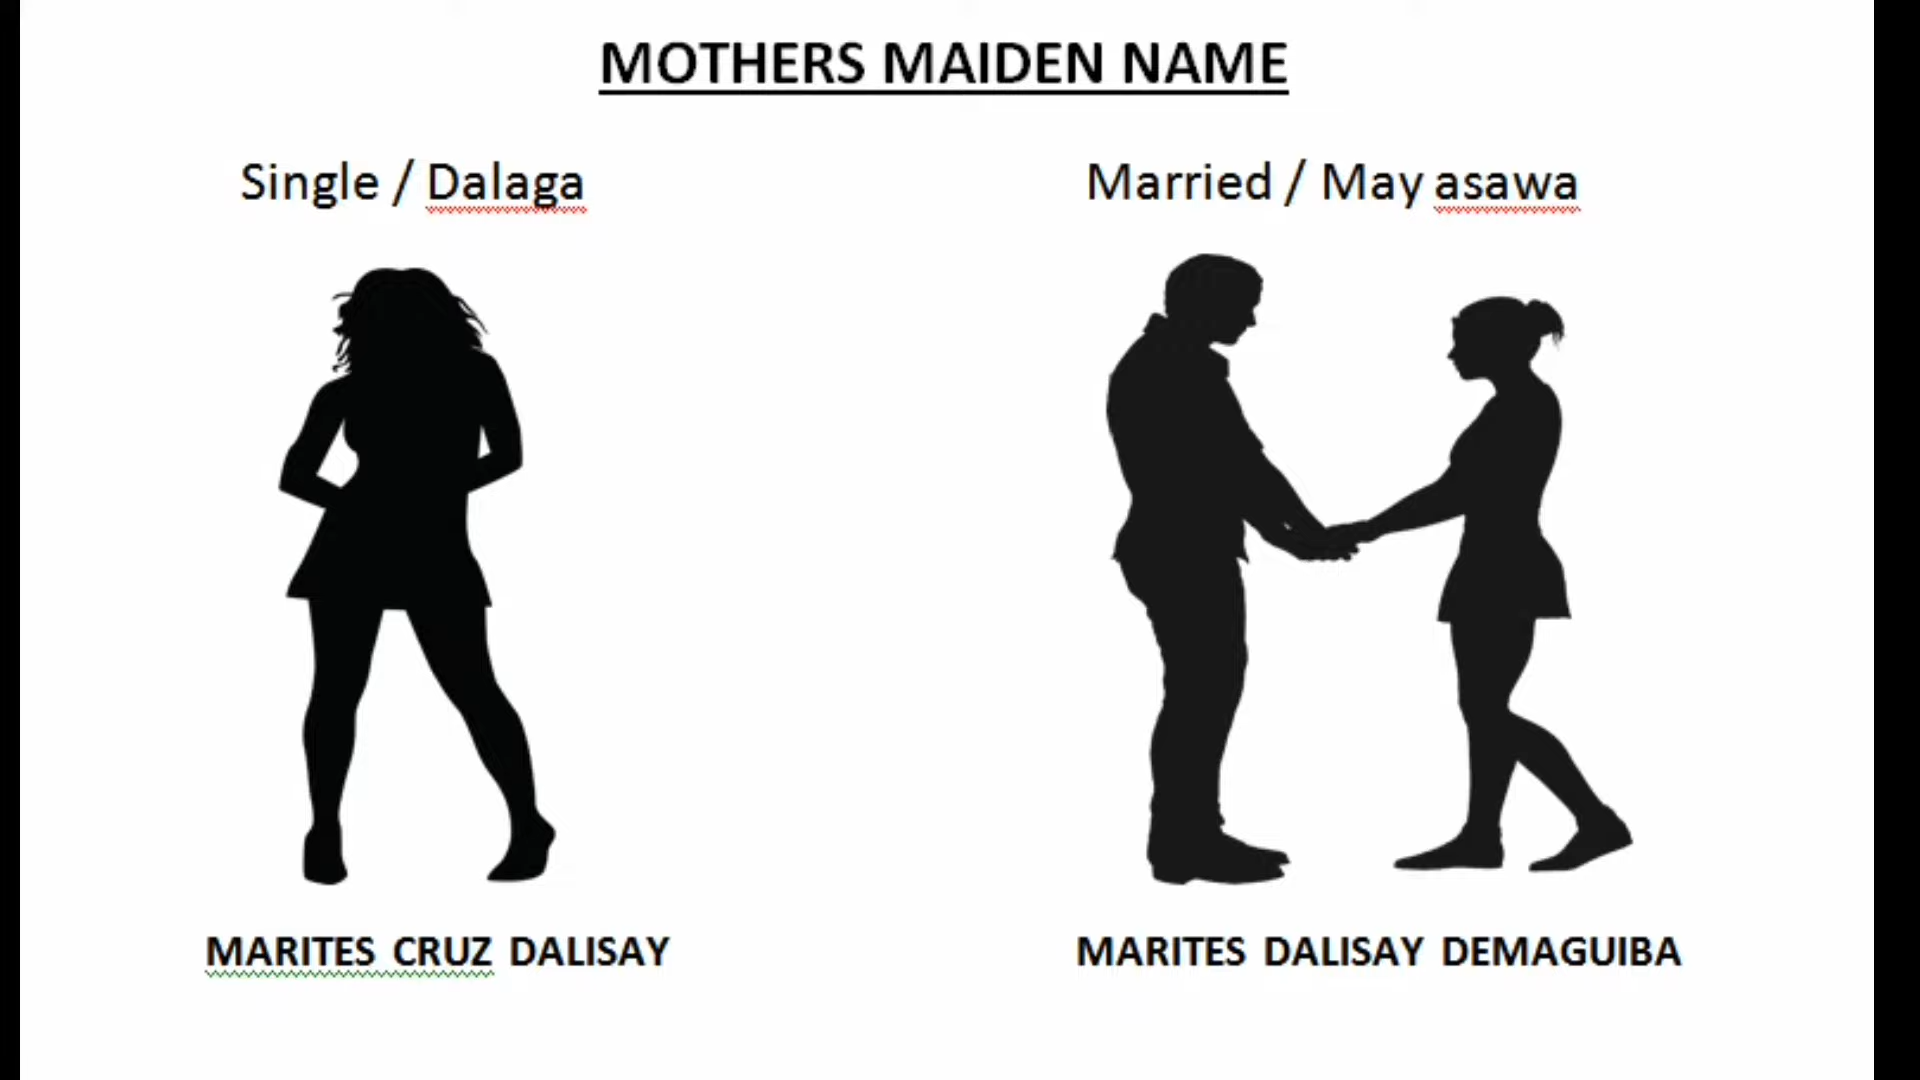 MOTHERS MAIDEN NAME
Single / Dalaga
Married / May asawa
MARITES CRUZ DALISAY
MARITES DALISAY DEMAGUIBA